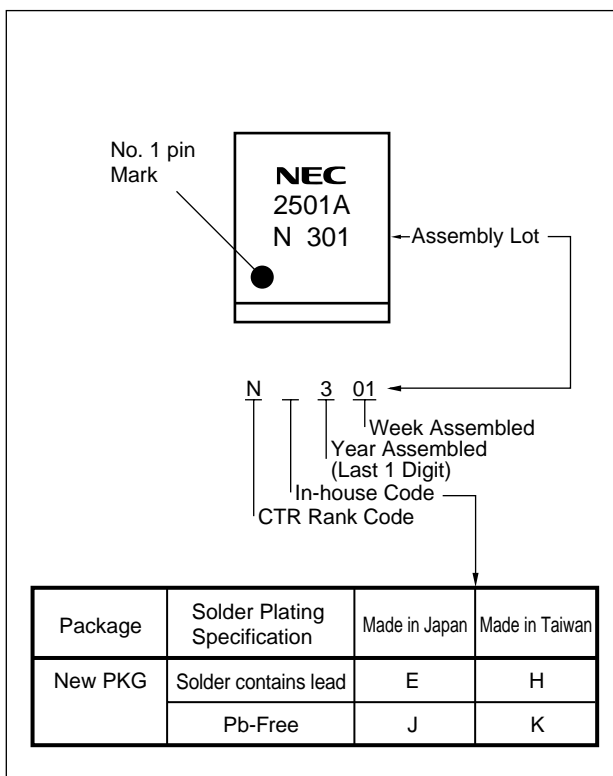 No. 1 pin
Mark
NEC
2501A
N 301
Assembly Lot
N 3 01
Week Assembled
Year Assembled
(Last 1 Digit)
In-house Code
CTR Rank Code
Package Solder Plating Specification Made in Japan Made in Taiwan
New PKG Solder contains lead E H
Pb-Free J K